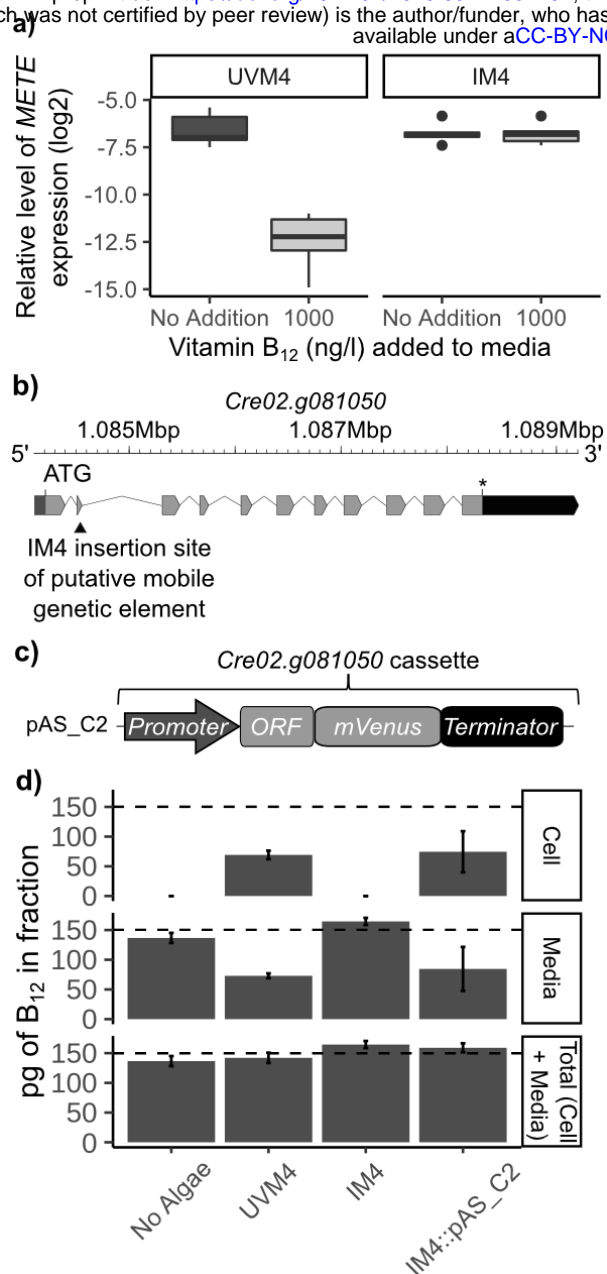 ch was not certified by peer review) is the author/funder, who has
available under aCC-BY-NC
a)
UVM4
IM4
Relative level of METE
expression (log2)
-5.0
-7.5
-10.0
-12.5
-15.0
No Addition
1000
No Addition
1000
Vitamin B12 (ng/l) added to media
b)
Cre02.g081050
1.085Mbp
1.087Mbp
1.089Mbp
5'
3'
ATG
*
IM4 insertion site
of putative mobile
genetic element
c)
Cre02.g081050 cassette
pAS_C2
Promoter
ORF
mVenus
Terminator
d)
pg of B12 in fraction
150
100
50
0
Cell
150
100
50
0
Media
150
100
50
0
Total (Cell
+ Media)
No Algae
UVM4
IM4
IM4::pAS_C2